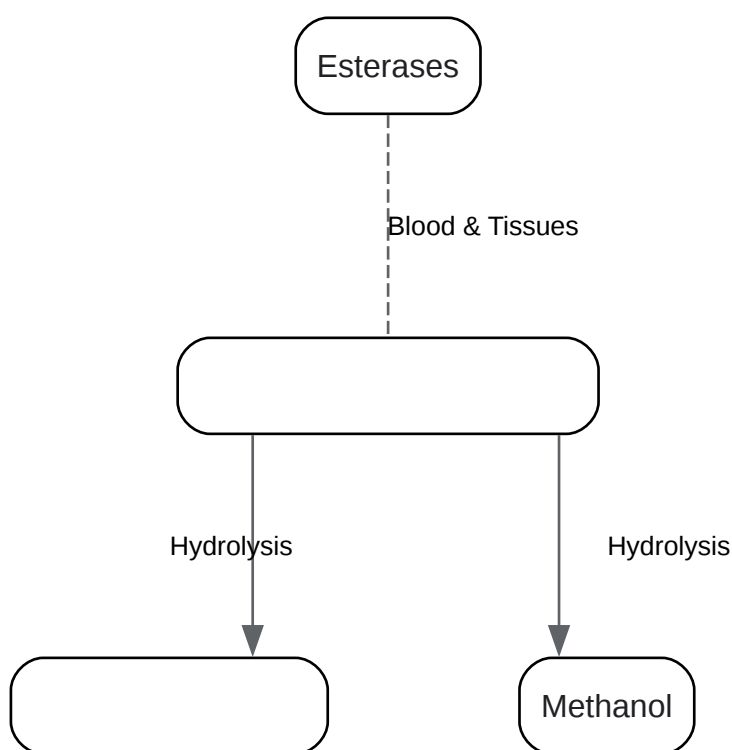 Esterases
Blood & Tissues
Hydrolysis
Hydrolysis
Methanol